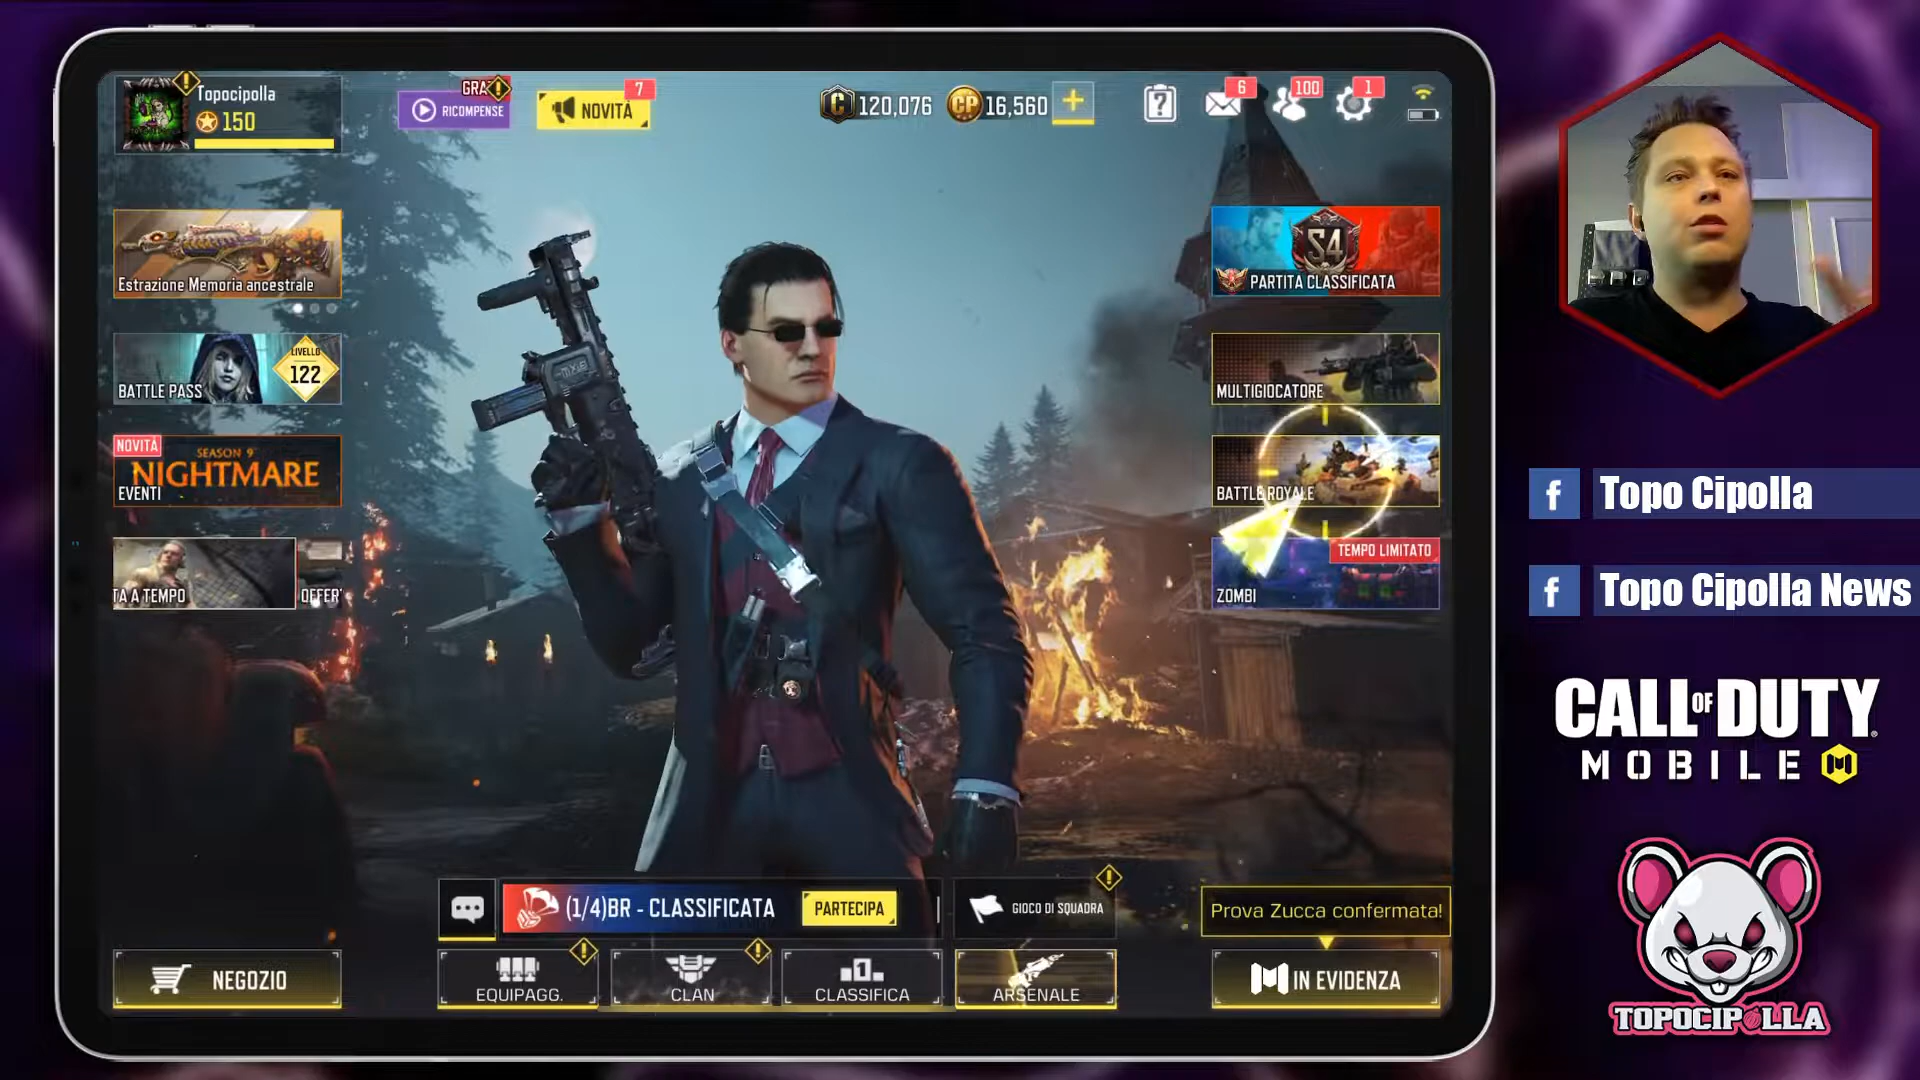 Topocipolla
150
GRA
RICOMPENSE
7
NOVITÀ
C
120,076
CP
16,560
+
?
6
100
1
Estrazione Memoria ancestrale
BATTLE PASS
LIVELLO
122
NOVITÀ
SEASON 9
NIGHTMARE
EVENTI
TA A TEMPO
OFFER
S4
PARTITA CLASSIFICATA
MULTIGIOCATORE
BATTLE ROYALE
TEMPO LIMITATO
ZOMBI
(1/4)BR - CLASSIFICATA
PARTECIPA
GIOCO DI SQUADRA
Prova Zucca confermata!
NEGOZIO
EQUIPAGG.
CLAN
1
CLASSIFICA
ARSENALE
IN EVIDENZA
f Topo Cipolla
f Topo Cipolla News
CALL OF DUTY
MOBILE
TOPOCIPOLLA